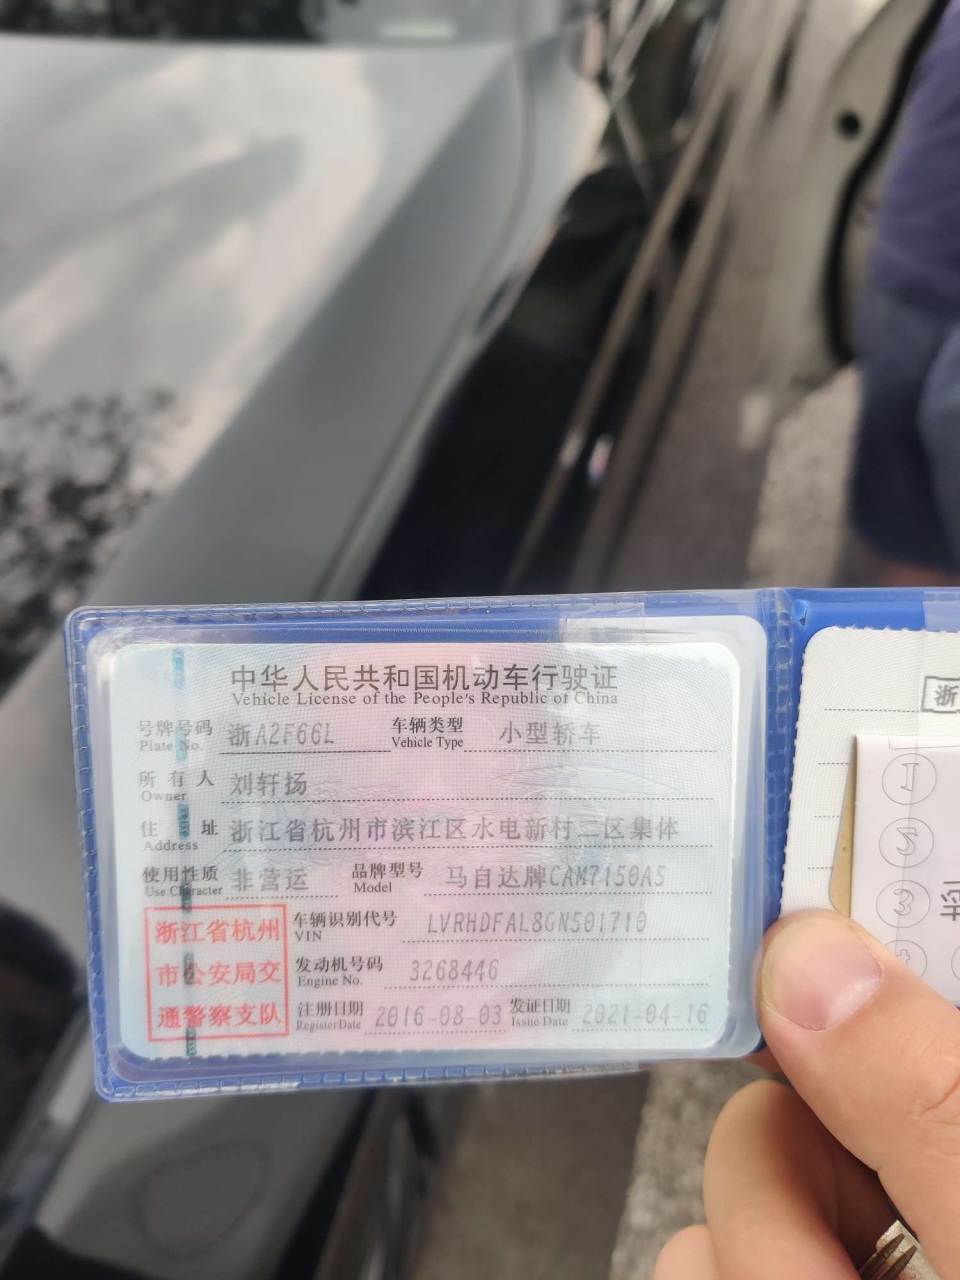 中华人民共和国机动车行驶证
Vehicle License of the People's Republic of China
号牌号码 浙A2F66L 车辆类型 小型轿车
Plate No. Vehicle Type
所有人 刘轩扬
Owner
住址 浙江省杭州市滨江区水电新村二区集体
Address
使用性质 非营运 品牌型号 马自达牌CAM7150A5
Use Character Model
浙江省杭州
市公安局交
通警察支队
车辆识别代号 LVRHDFAL8GN501710
VIN
发动机号码 3268446
Engine No.
注册日期 2016-08-03 发证日期 2021-04-16
Register Date Issue Date
浙
1
2
3